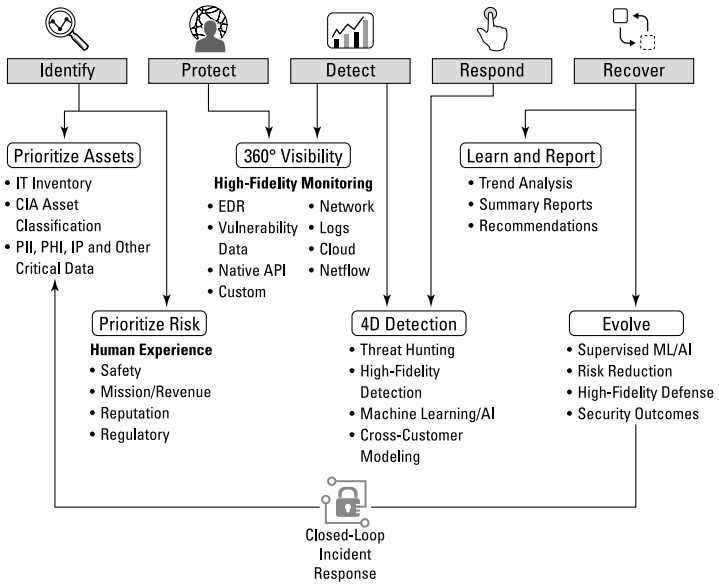 Identify
Protect
Detect
Respond
Recover
Prioritize Assets
• IT Inventory
• CIA Asset
Classification
• PII, PHI, IP and Other
Critical Data
360° Visibility
High-Fidelity Monitoring
• EDR
• Vulnerability
Data
• Native API
• Custom
• Network
• Logs
• Cloud
• Netflow
Learn and Report
• Trend Analysis
• Summary Reports
• Recommendations
Prioritize Risk
Human Experience
• Safety
• Mission/Revenue
• Reputation
• Regulatory
4D Detection
• Threat Hunting
• High-Fidelity
Detection
• Machine Learning/AI
• Cross-Customer
Modeling
Evolve
• Supervised ML/AI
• Risk Reduction
• High-Fidelity Defense
• Security Outcomes
Closed-Loop
Incident
Response